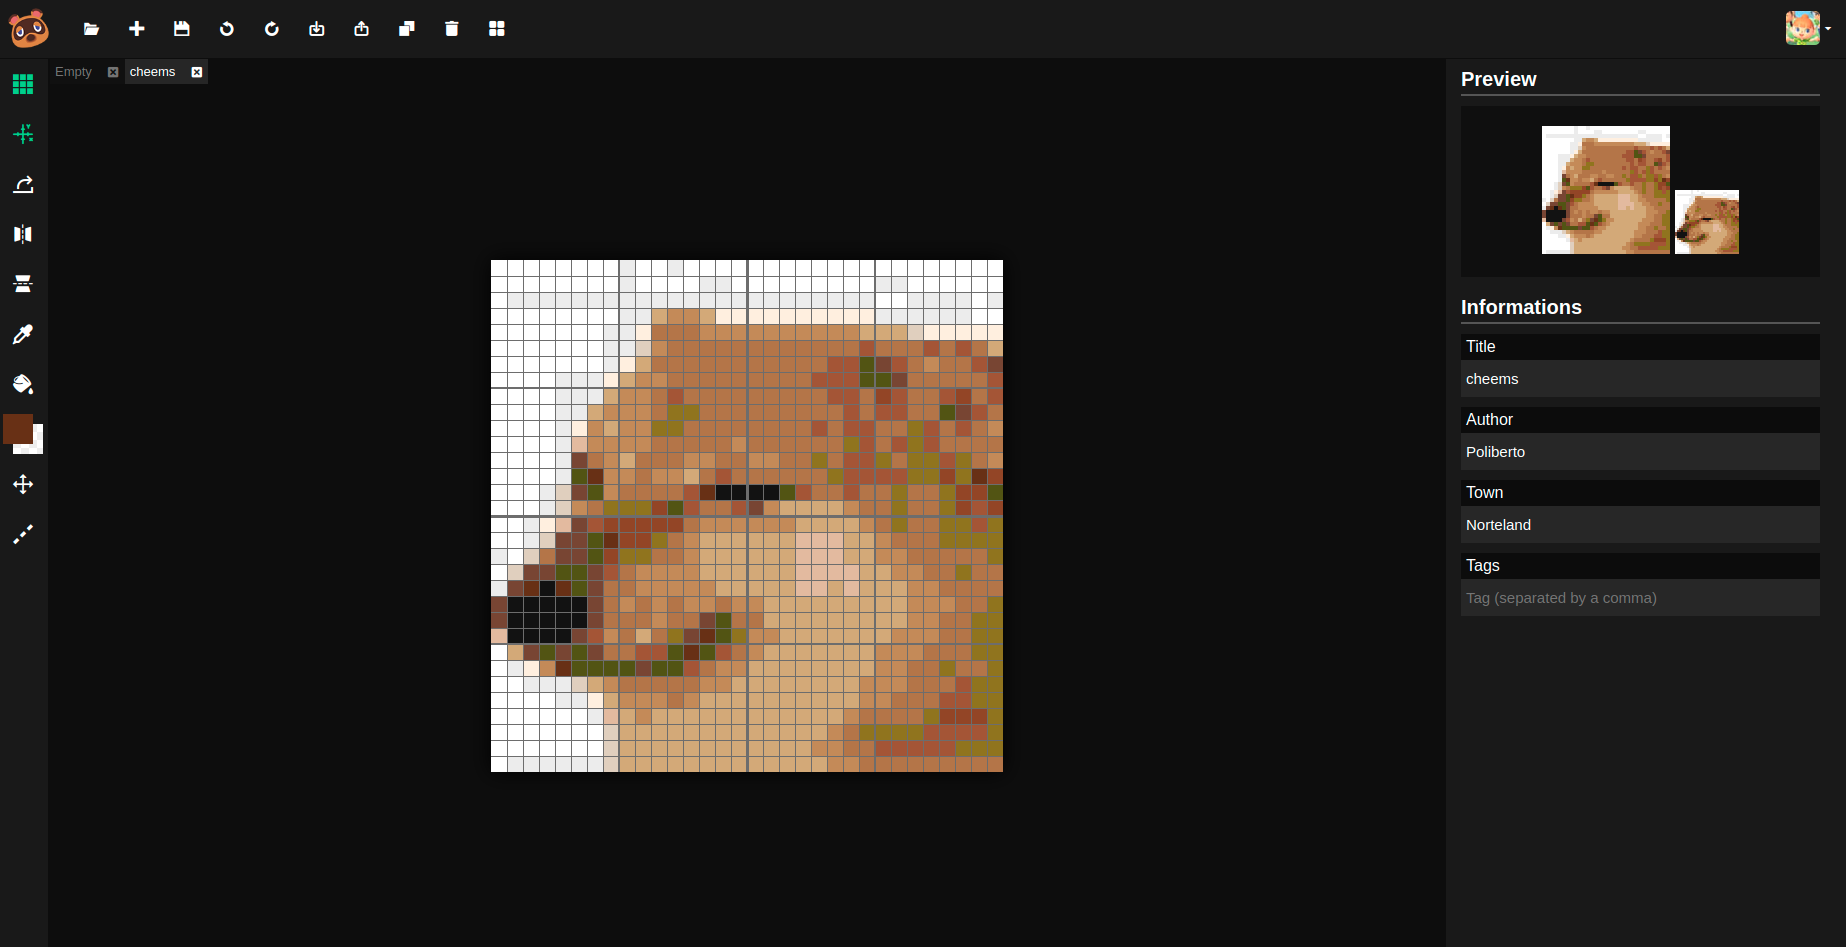 Empty
cheems
Preview
Informations
Title
cheems
Author
Poliberto
Town
Norteland
Tags
Tag (separated by a comma)